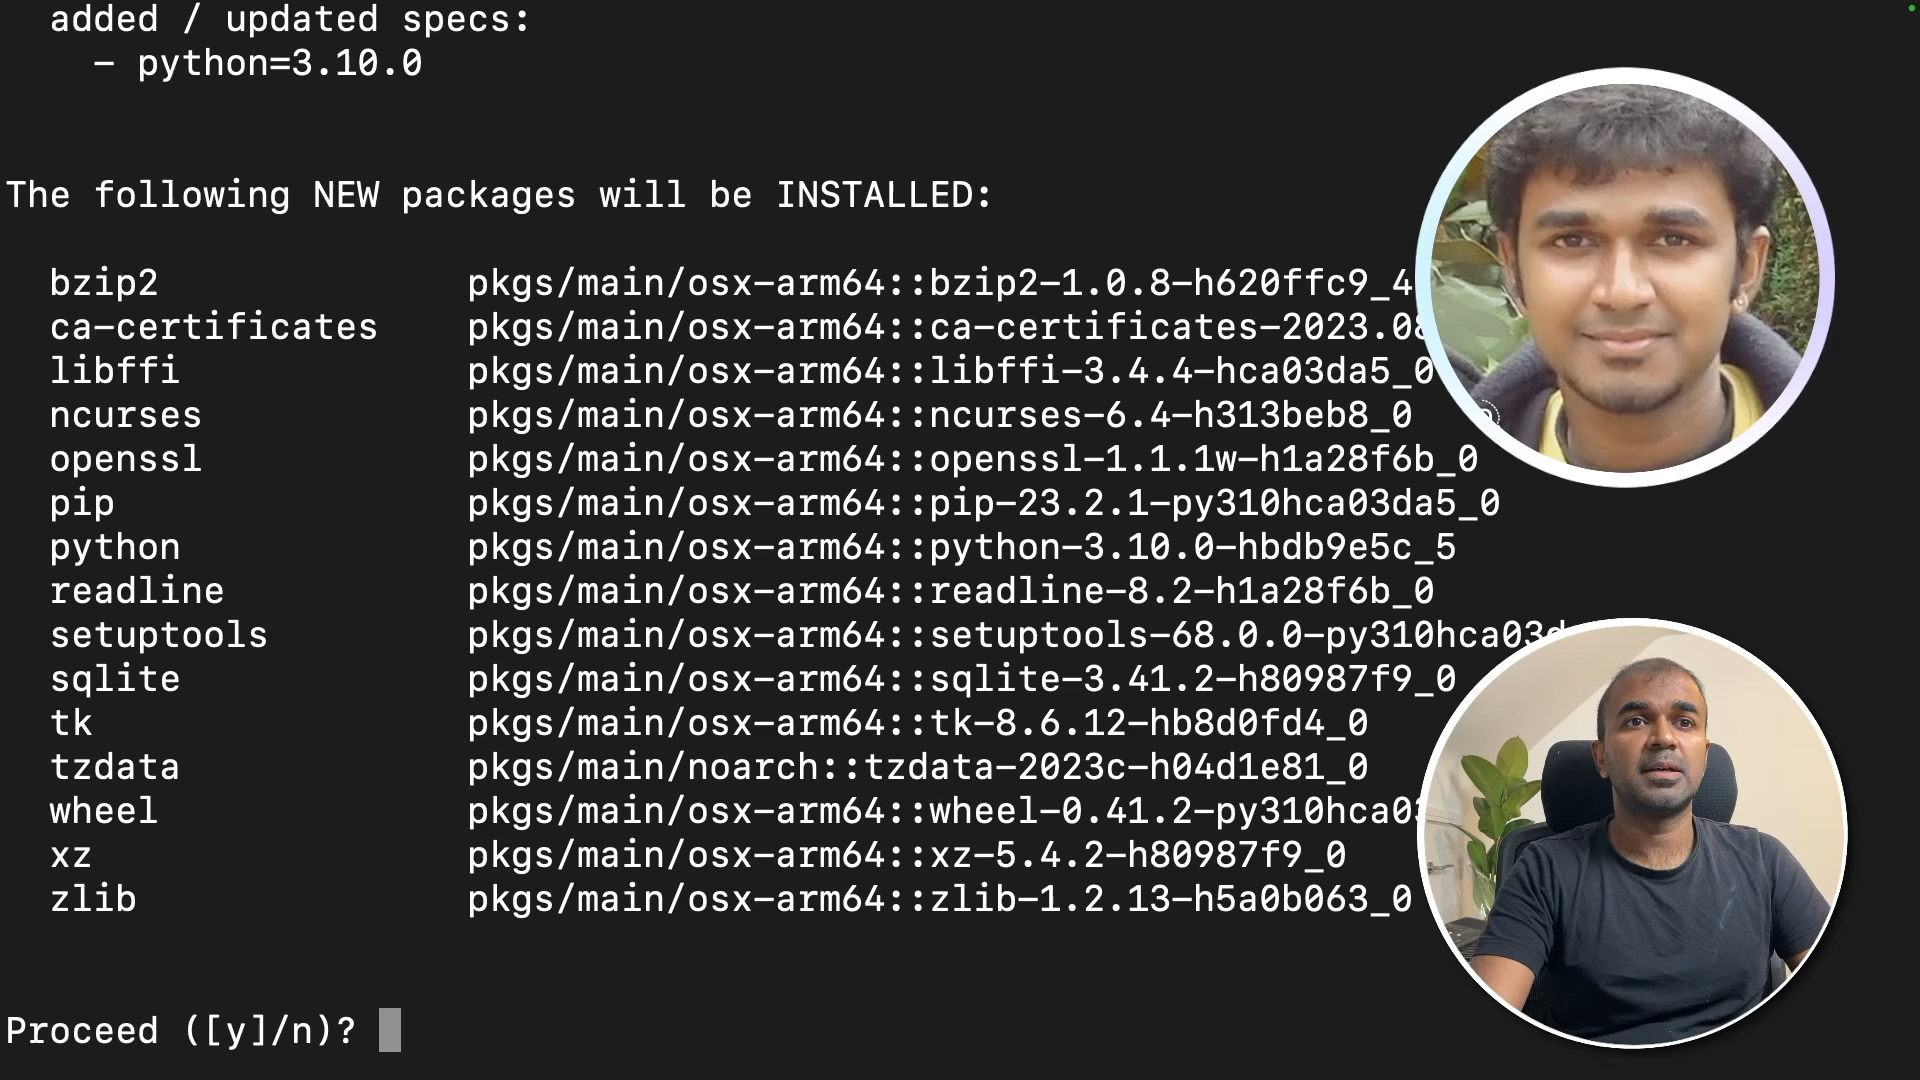 added / updated specs:
- python=3.10.0
The following NEW packages will be INSTALLED:
bzip2 pkgs/main/osx-arm64::bzip2-1.0.8-h620ffc9_4
ca-certificates pkgs/main/osx-arm64::ca-certificates-2023.08
libffi pkgs/main/osx-arm64::libffi-3.4.4-hca03da5_0
ncurses pkgs/main/osx-arm64::ncurses-6.4-h313beb8_0
openssl pkgs/main/osx-arm64::openssl-1.1.1w-h1a28f6b_0
pip pkgs/main/osx-arm64::pip-23.2.1-py310hca03da5_0
python pkgs/main/osx-arm64::python-3.10.0-hbdb9e5c_5
readline pkgs/main/osx-arm64::readline-8.2-h1a28f6b_0
setuptools pkgs/main/osx-arm64::setuptools-68.0.0-py310hca03d
sqlite pkgs/main/osx-arm64::sqlite-3.41.2-h80987f9_0
tk pkgs/main/osx-arm64::tk-8.6.12-hb8d0fd4_0
tzdata pkgs/main/noarch::tzdata-2023c-h04d1e81_0
wheel pkgs/main/osx-arm64::wheel-0.41.2-py310hca03
xz pkgs/main/osx-arm64::xz-5.4.2-h80987f9_0
zlib pkgs/main/osx-arm64::zlib-1.2.13-h5a0b063_0
Proceed ([y]/n)?